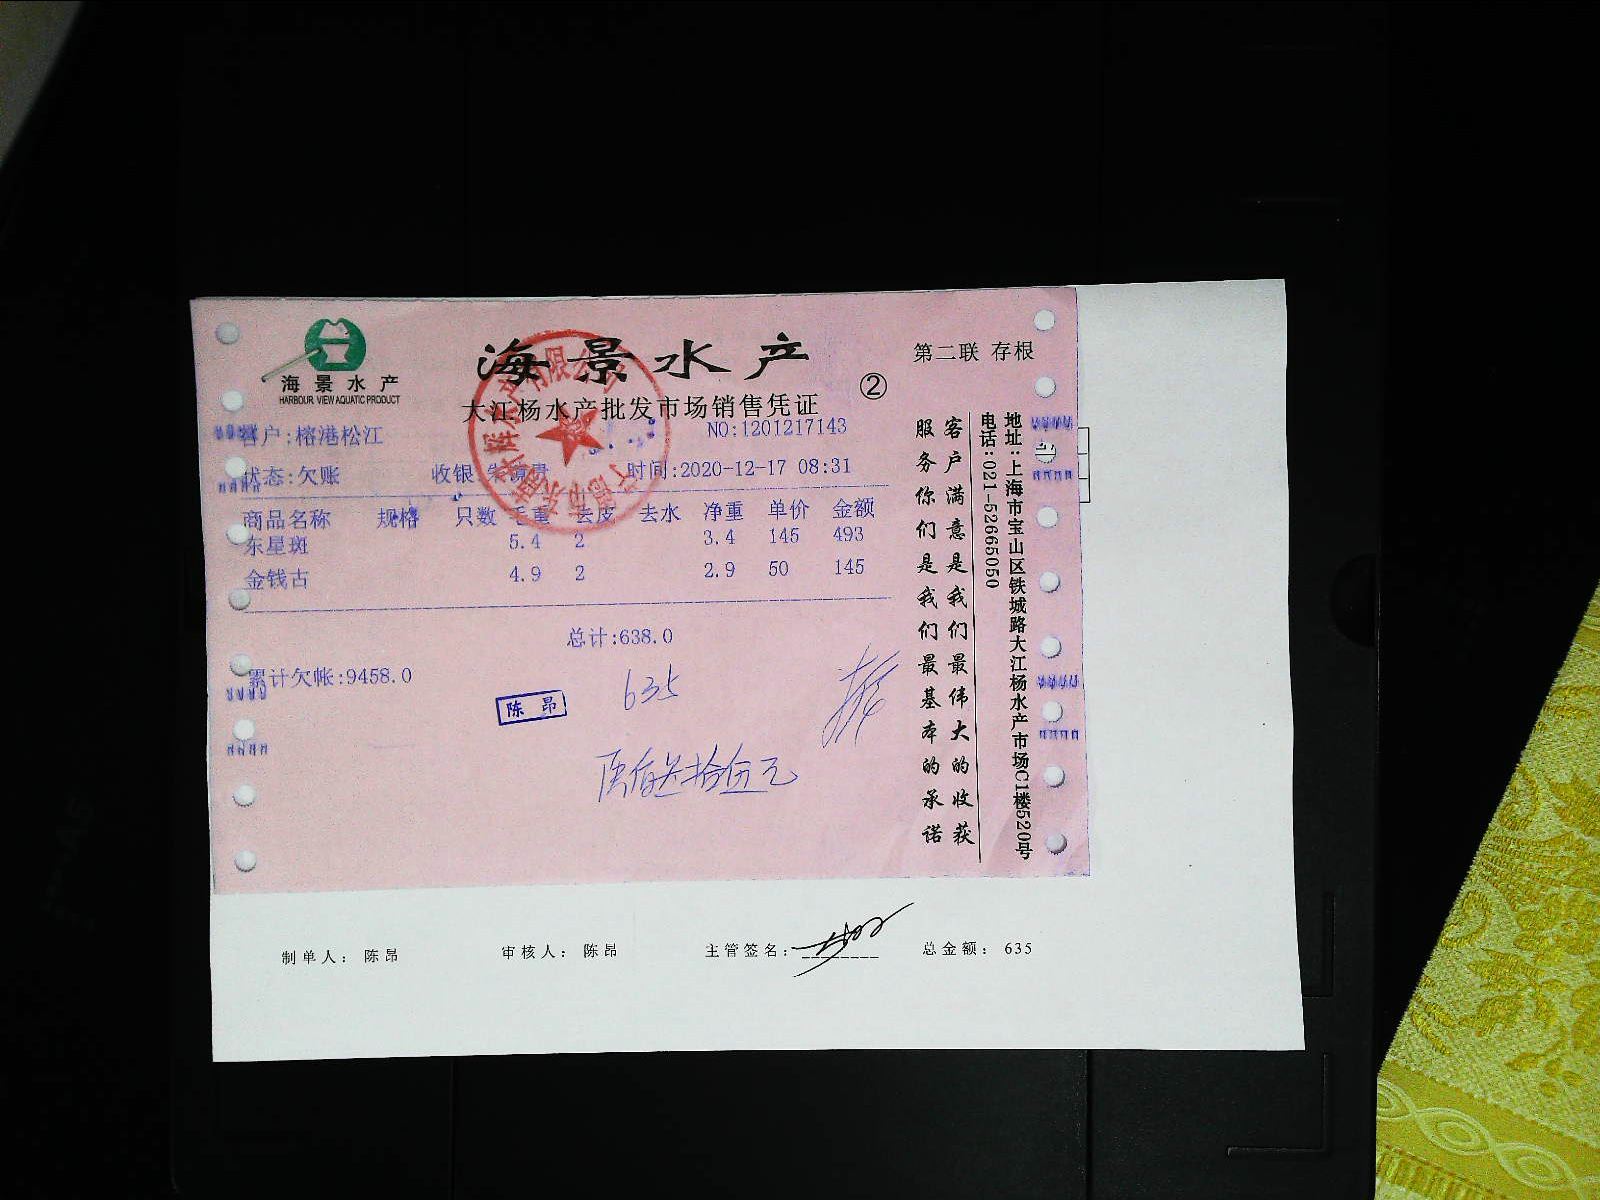 海景水产
HARBOUR VIEW AQUATIC PRODUCT
海景水产
大江杨水产批发市场销售凭证
②
第二联 存根
客户:榕港松江
NO:1201217143
状态:欠账 收银 时间:2020-12-17 08:31
商品名称 规格 只数 毛重 去皮 去水 净重 单价 金额
东星斑 5.4 2 3.4 145 493
金钱古 4.9 2 2.9 50 145
总计:638.0
累计欠帐:9458.0
陈昂
635
陆佰叁拾伍元
客户满意是我们最伟大的收获
服务你们是我们最基本的承诺
地址:上海市宝山区铁城路大江杨水产市场C1楼520号
电话:021-52665050
制单人: 陈昂 审核人: 陈昂 主管签名: 总金额: 635